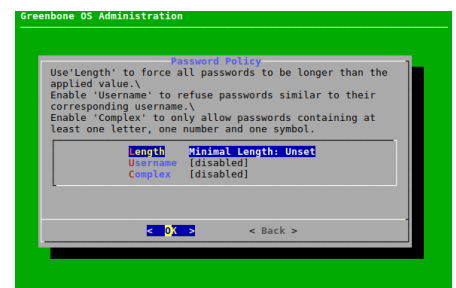 Greenbone OS Administration
Password Policy
Use'Length' to force all passwords to be longer than the
applied value.\
Enable 'Username' to refuse passwords similar to their
corresponding username.\
Enable 'Complex' to only allow passwords containing at
least one letter, one number and one symbol.
Length Minimal Length: Unset
Username [disabled]
Complex [disabled]
< OK > < Back >